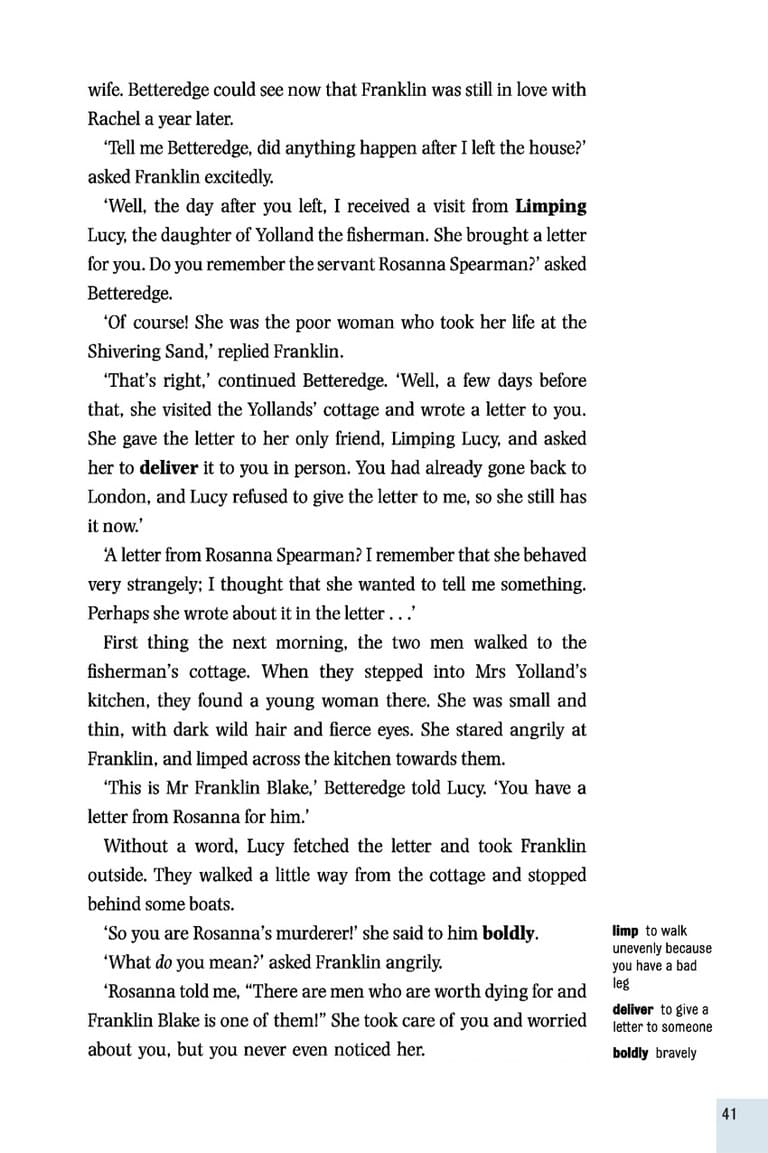 wife. Betteredge could see now that Franklin was still in love with
Rachel a year later.
‘Tell me Betteredge, did anything happen after I left the house?’
asked Franklin excitedly.
‘Well, the day after you left, I received a visit from Limping
Lucy, the daughter of Yolland the fisherman. She brought a letter
for you. Do you remember the servant Rosanna Spearman?’ asked
Betteredge.
‘Of course! She was the poor woman who took her life at the
Shivering Sand,’ replied Franklin.
‘That’s right,’ continued Betteredge. ‘Well, a few days before
that, she visited the Yollands’ cottage and wrote a letter to you.
She gave the letter to her only friend, Limping Lucy, and asked
her to deliver it to you in person. You had already gone back to
London, and Lucy refused to give the letter to me, so she still has
it now.’
‘A letter from Rosanna Spearman? I remember that she behaved
very strangely; I thought that she wanted to tell me something.
Perhaps she wrote about it in the letter . . .’
First thing the next morning, the two men walked to the
fisherman’s cottage. When they stepped into Mrs Yolland’s
kitchen, they found a young woman there. She was small and
thin, with dark wild hair and fierce eyes. She stared angrily at
Franklin, and limped across the kitchen towards them.
‘This is Mr Franklin Blake,’ Betteredge told Lucy. ‘You have a
letter from Rosanna for him.’
Without a word, Lucy fetched the letter and took Franklin
outside. They walked a little way from the cottage and stopped
behind some boats.
‘So you are Rosanna’s murderer!’ she said to him boldly.
‘What do you mean?’ asked Franklin angrily.
‘Rosanna told me, “There are men who are worth dying for and
Franklin Blake is one of them!” She took care of you and worried
about you, but you never even noticed her.
limp to walk
unevenly because
you have a bad
leg
deliver to give a
letter to someone
boldly bravely
41